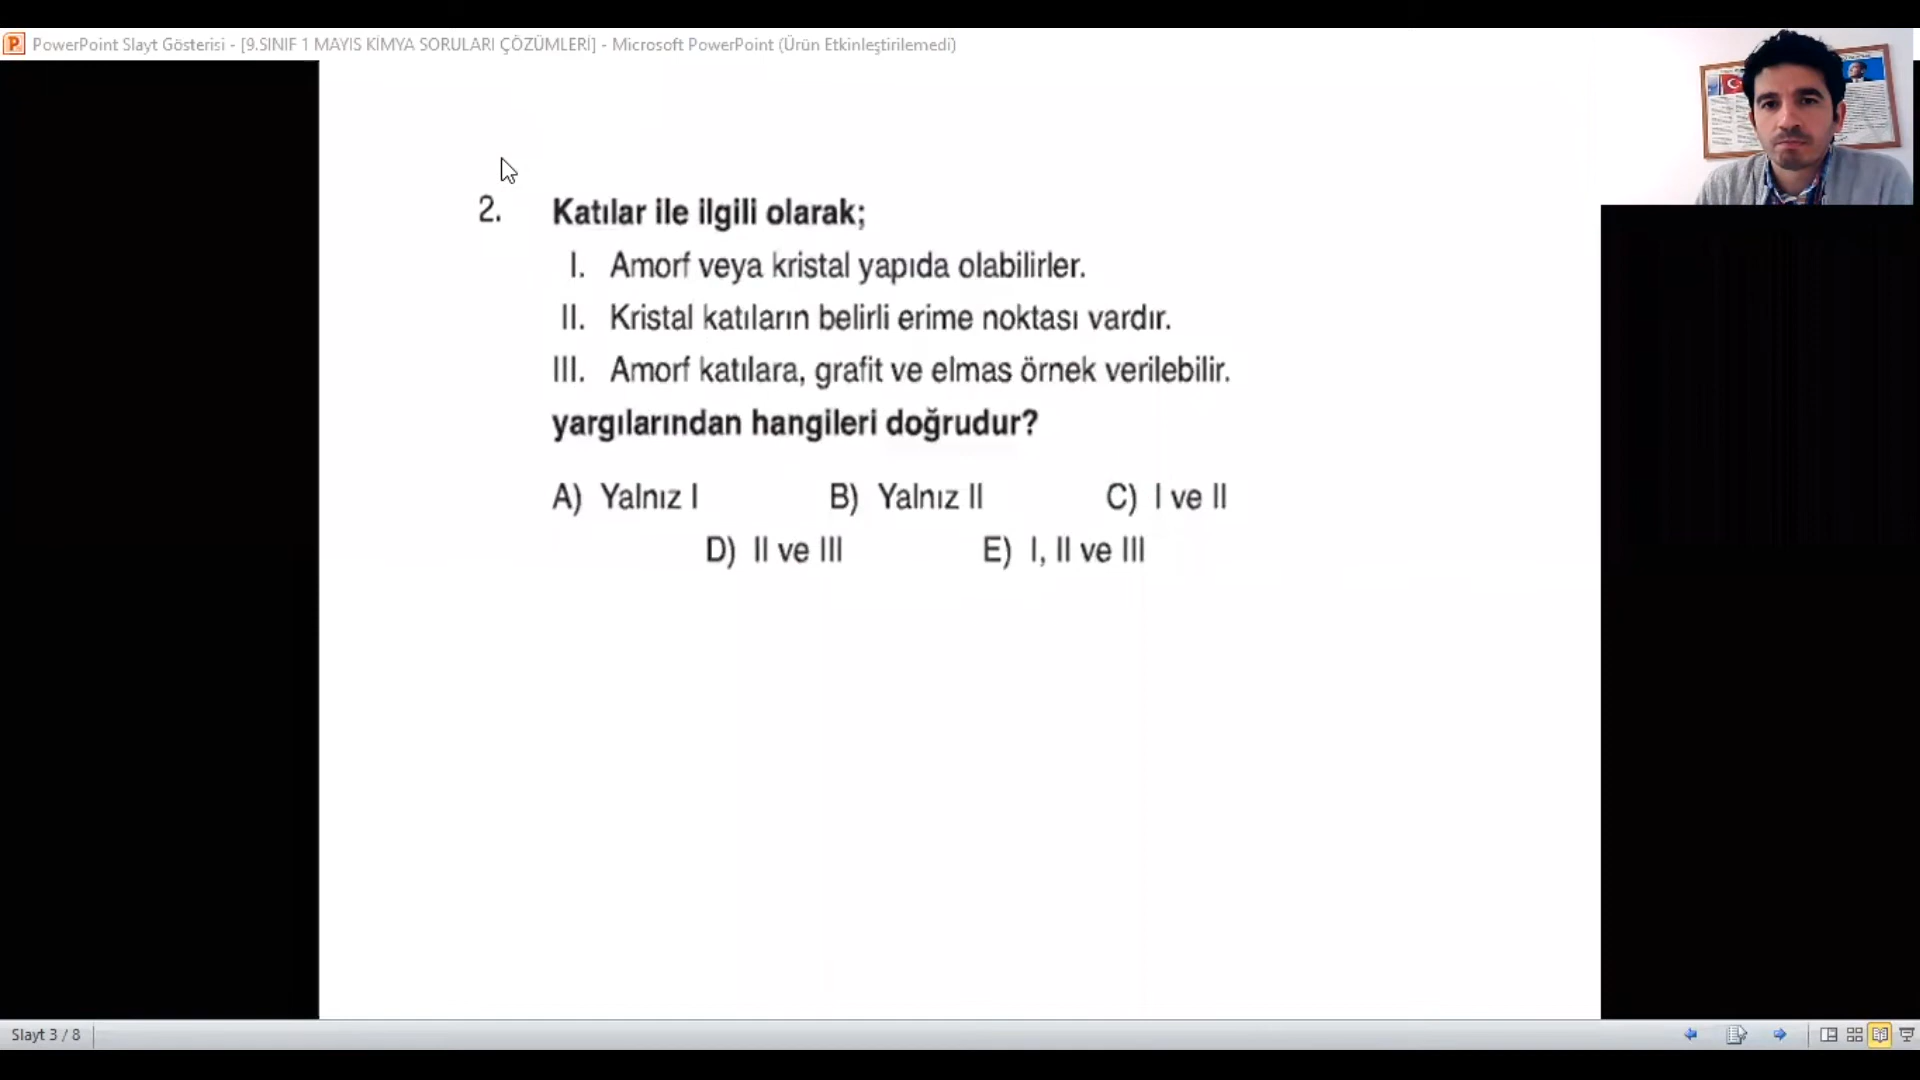 PowerPoint Slayt Gösterisi - [9.SINIF 1 MAYIS KİMYA SORULARI ÇÖZÜMLERİ] - Microsoft PowerPoint (Ürün Etkinleştirilemedi)
2. Katılar ile ilgili olarak;
I. Amorf veya kristal yapıda olabilirler.
II. Kristal katıların belirli erime noktası vardır.
III. Amorf katılara, grafit ve elmas örnek verilebilir.
yargılarından hangileri doğrudur?
A) Yalnız I B) Yalnız II C) I ve II
D) II ve III E) I, II ve III
Slayt 3 / 8